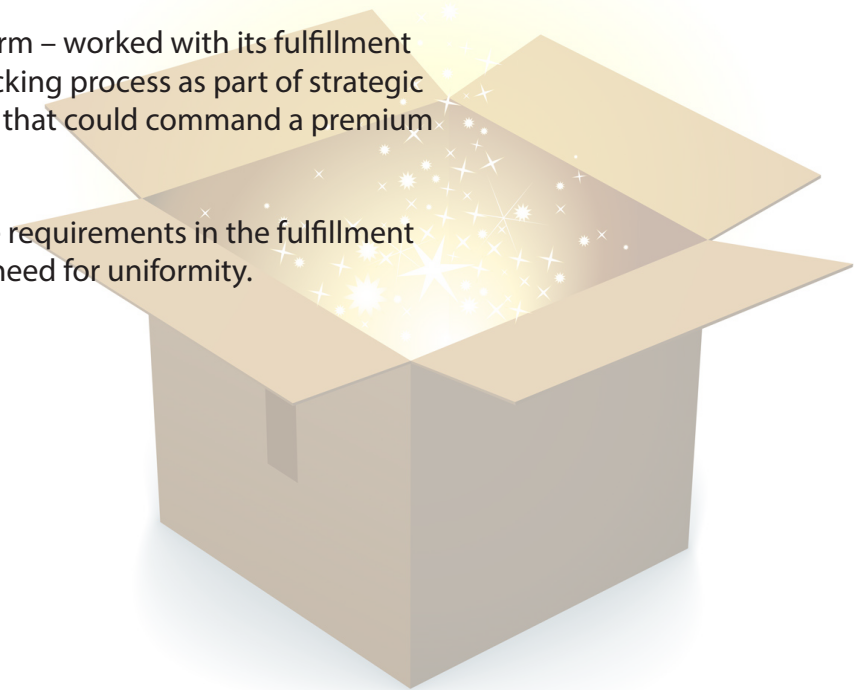 rm – worked with its fulfillment
cking process as part of strategic
that could command a premium
requirements in the fulfillment
need for uniformity.